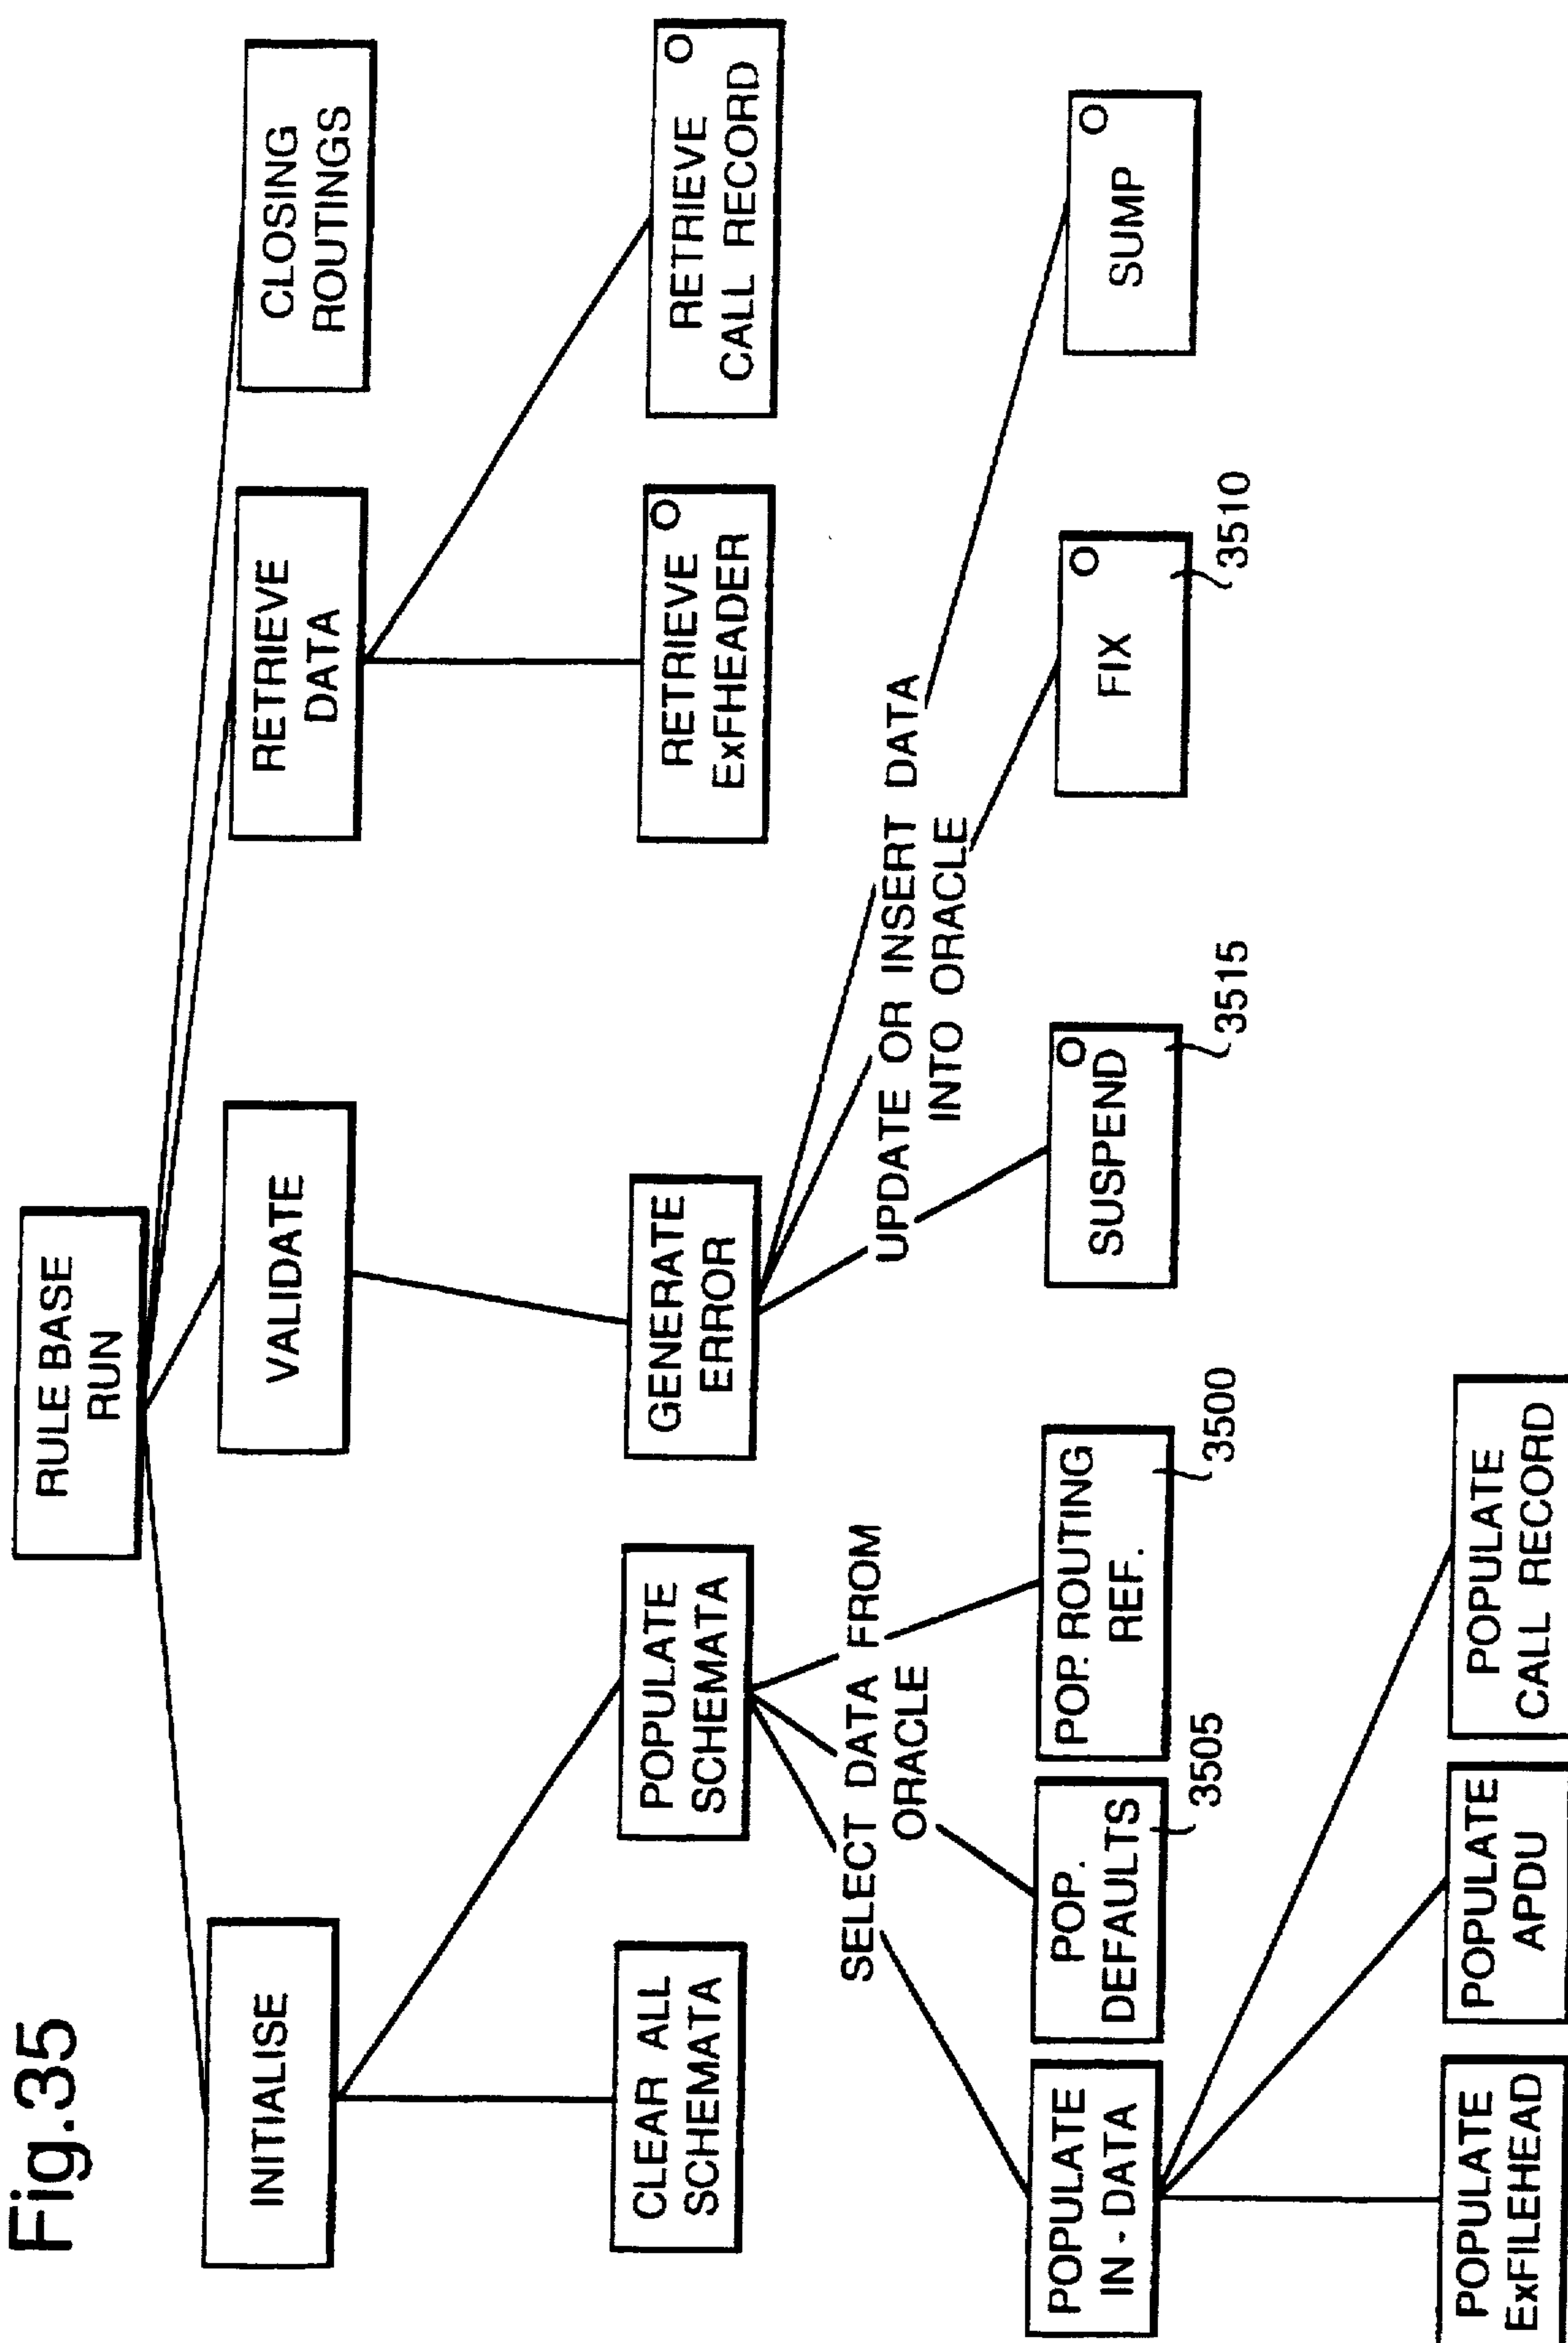 Fig.35
RULE BASE
RUN
INITIALISE
VALIDATE
RETRIEVE
DATA
CLOSING
ROUTINGS
CLEAR ALL
SCHEMATA
POPULATE
SCHEMATA
GENERATE
ERROR
RETRIEVE
ExFHEADER
O
RETRIEVE
CALL RECORD
O
SELECT DATA FROM
ORACLE
UPDATE OR INSERT DATA
INTO ORACLE
POPULATE
IN - DATA
POP.
DEFAULTS
3505
POP. ROUTING
REF.
3500
SUSPEND
O
3515
FIX
O
3510
SUMP
O
POPULATE
ExFILEHEAD
POPULATE
APDU
POPULATE
CALL RECORD